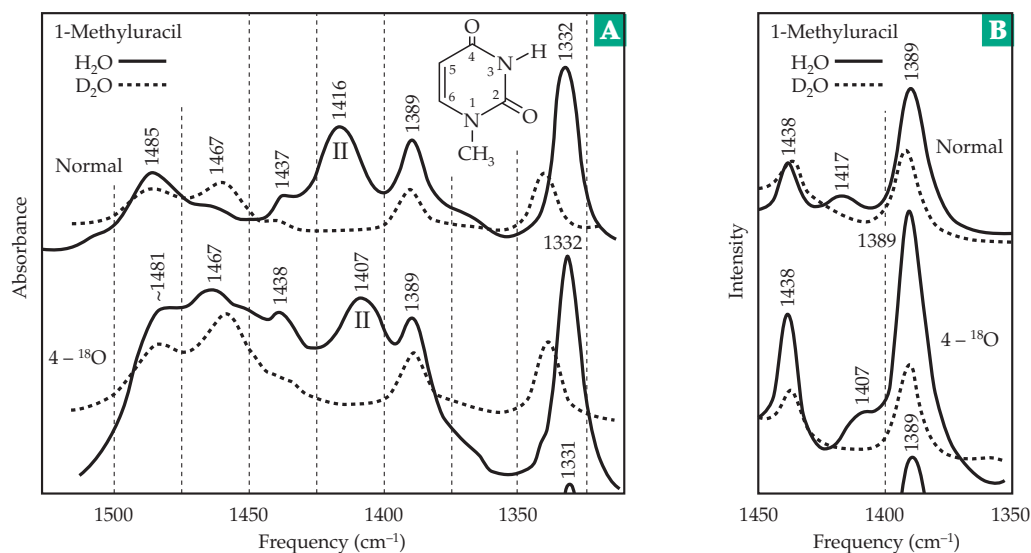 A
1-Methyluracil
H₂O
D₂O
Normal
1485
1467
1437
1416
II
1389
1332
O
4
5
6
N
3
H
2
O
N
1
CH₃
4 – ¹⁸O
~1481
1467
1438
1407
II
1389
1332
1331
Absorbance
1500
1450
1400
1350
Frequency (cm⁻¹)
B
1-Methyluracil
H₂O
D₂O
1389
1438
1417
Normal
1389
1438
4 – ¹⁸O
1407
1389
Intensity
1450
1400
1350
Frequency (cm⁻¹)